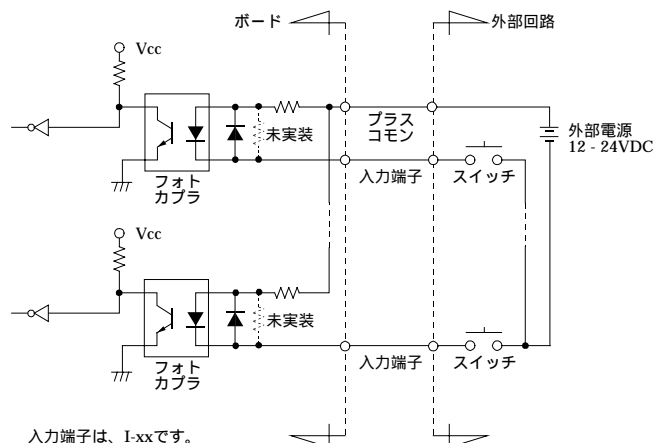 ボード
外部回路
Vcc
未実装
プラス
コモン
外部電源
12 - 24VDC
入力端子
スイッチ
フォト
カプラ
Vcc
未実装
入力端子
スイッチ
フォト
カプラ
入力端子は、I-xxです。